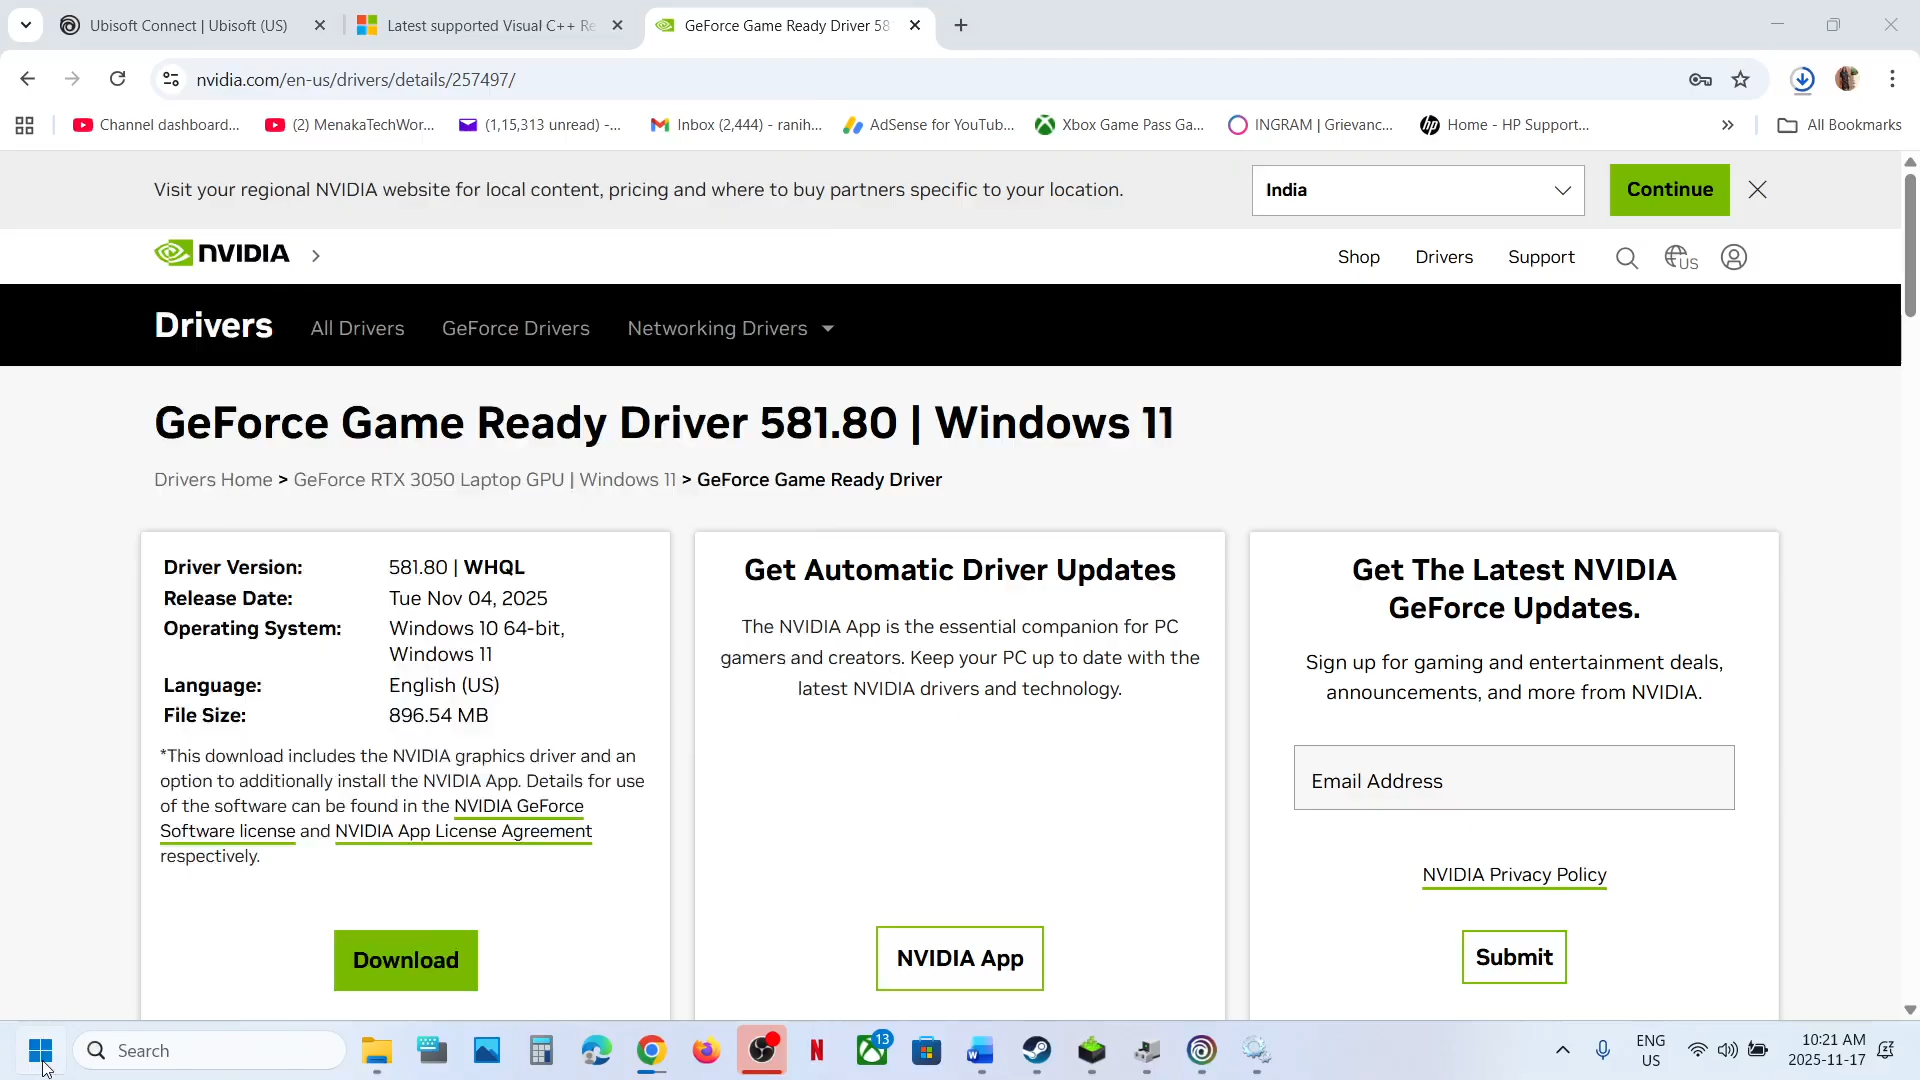 Ubisoft Connect | Ubisoft (US)
Latest supported Visual C++ Re
GeForce Game Ready Driver 58
nvidia.com/en-us/drivers/details/257497/
Channel dashboard...
(2) MenakaTechWor...
(1,15,313 unread) -...
Inbox (2,444) - ranih...
AdSense for YouTub...
Xbox Game Pass Ga...
INGRAM | Grievanc...
Home - HP Support...
All Bookmarks
Visit your regional NVIDIA website for local content, pricing and where to buy partners specific to your location.
India
Continue
NVIDIA
Shop
Drivers
Support
US
Drivers
All Drivers
GeForce Drivers
Networking Drivers
GeForce Game Ready Driver 581.80 | Windows 11
Drivers Home > GeForce RTX 3050 Laptop GPU | Windows 11 > GeForce Game Ready Driver
Driver Version: 581.80 | WHQL
Release Date: Tue Nov 04, 2025
Operating System: Windows 10 64-bit,
Windows 11
Language: English (US)
File Size: 896.54 MB
*This download includes the NVIDIA graphics driver and an
option to additionally install the NVIDIA App. Details for use
of the software can be found in the NVIDIA GeForce
Software license and NVIDIA App License Agreement
respectively.
Download
Get Automatic Driver Updates
The NVIDIA App is the essential companion for PC
gamers and creators. Keep your PC up to date with the
latest NVIDIA drivers and technology.
NVIDIA App
Get The Latest NVIDIA
GeForce Updates.
Sign up for gaming and entertainment deals,
announcements, and more from NVIDIA.
Email Address
NVIDIA Privacy Policy
Submit
Search
13
ENG
US
10:21 AM
2025-11-17